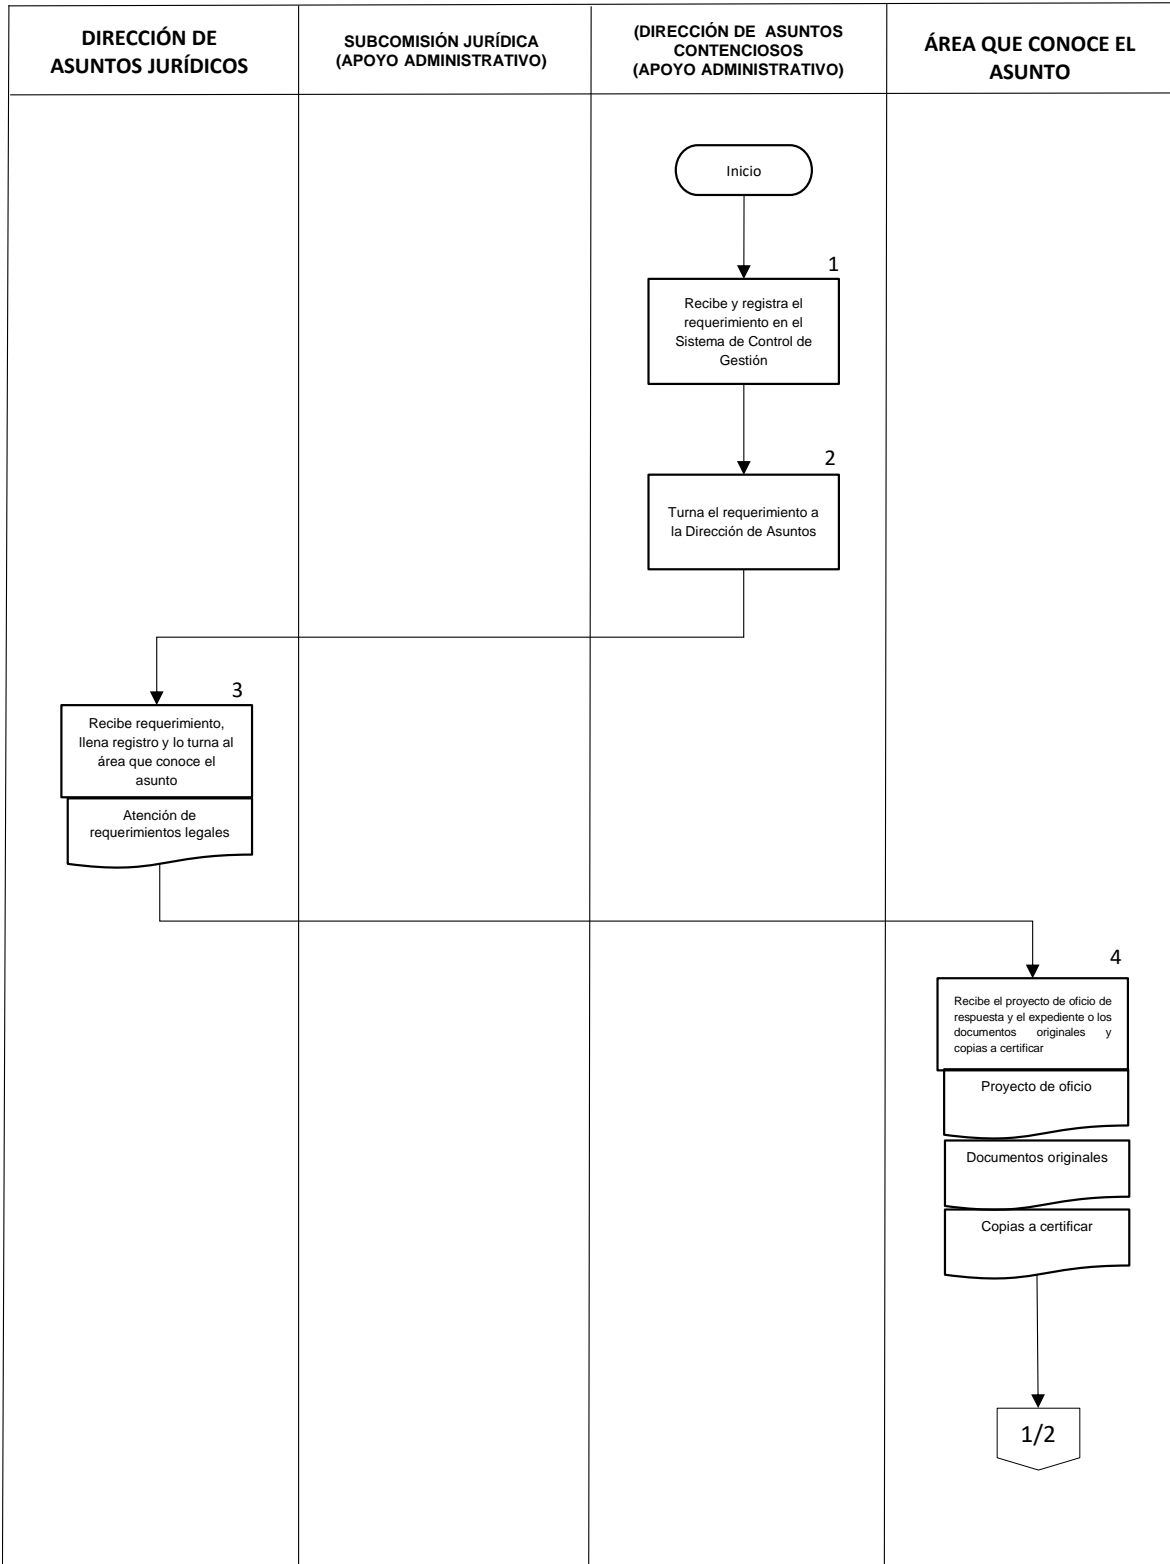 DIRECCIÓN DE
ASUNTOS JURÍDICOS
SUBCOMISIÓN JURÍDICA
(APOYO ADMINISTRATIVO)
(DIRECCIÓN DE ASUNTOS
CONTENCIOSOS
(APOYO ADMINISTRATIVO)
ÁREA QUE CONOCE EL
ASUNTO
Inicio
1
Recibe y registra el
requerimiento en el
Sistema de Control de
Gestión
2
Turna el requerimiento a
la Dirección de Asuntos
3
Recibe requerimiento,
llena registro y lo turna al
área que conoce el
asunto
Atención de
requerimientos legales
4
Recibe el proyecto de oficio de
respuesta y el expediente o los
documentos originales y
copias a certificar
Proyecto de oficio
Documentos originales
Copias a certificar
1/2